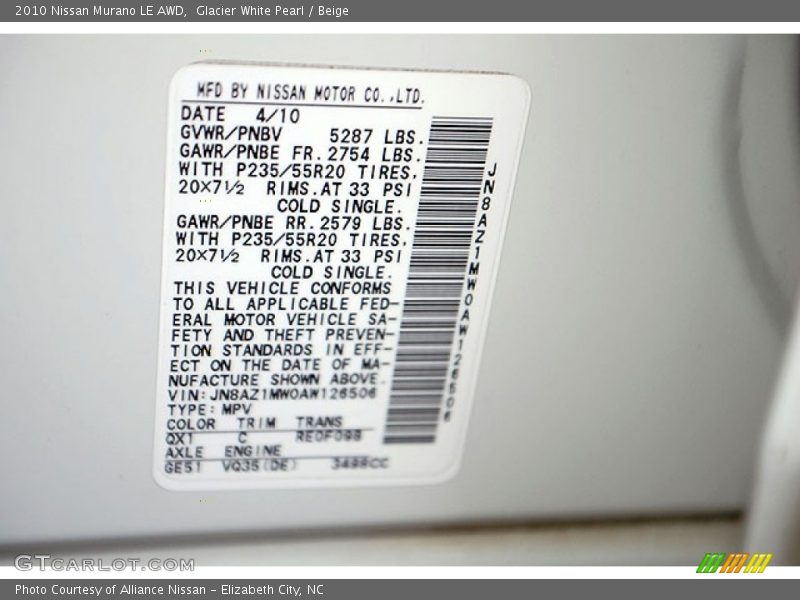 2010 Nissan Murano LE AWD,  Glacier White Pearl / Beige
MFD BY NISSAN MOTOR CO.,LTD.
DATE 4/10
GVWR/PNBV 5287 LBS.
GAWR/PNBE FR. 2754 LBS.
WITH P235/55R20 TIRES,
20×7½ RIMS. AT 33 PSI
COLD SINGLE.
GAWR/PNBE RR. 2579 LBS.
WITH P235/55R20 TIRES,
20×7½ RIMS. AT 33 PSI
COLD SINGLE.
THIS VEHICLE CONFORMS
TO ALL APPLICABLE FED-
ERAL MOTOR VEHICLE SA-
FETY AND THEFT PREVEN-
TION STANDARDS IN EFF-
ECT ON THE DATE OF MA-
NUFACTURE SHOWN ABOVE.
VIN: JN8AZ1MW0AW126506
TYPE: MPV
COLOR TRIM TRANS
QX1 C RE0F09B
AXLE ENGINE
GE51 VQ35(DE) 3498CC
JN8AZ1MW0AW126506
GTCARLOT.COM
Photo Courtesy of Alliance Nissan - Elizabeth City, NC